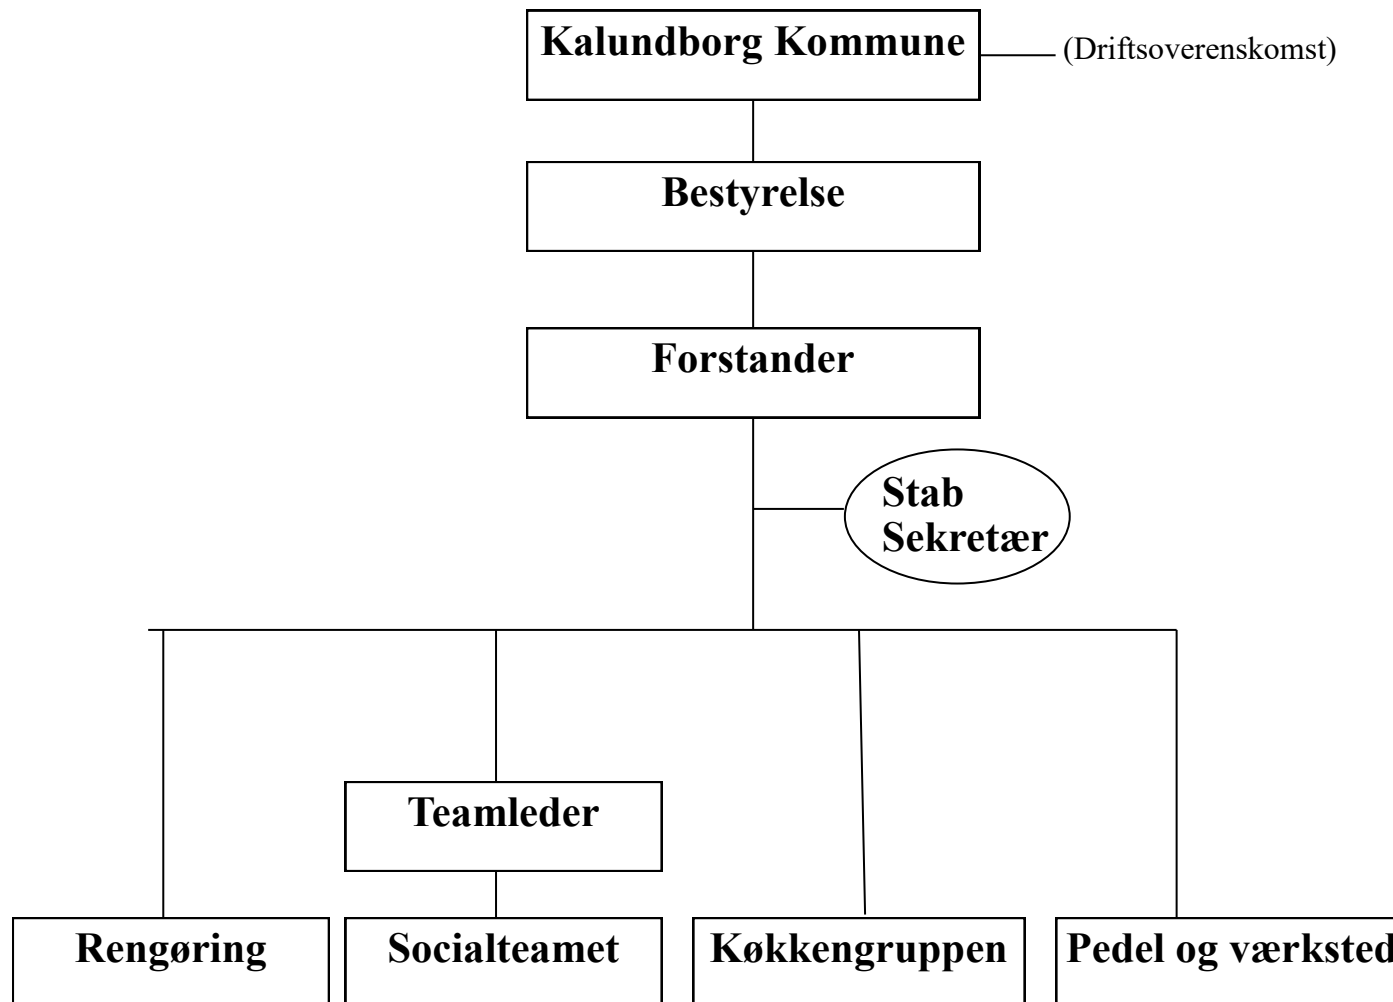 Kalundborg Kommune
(Driftsoverenskomst)
Bestyrelse
Forstander
Stab
Sekretær
Teamleder
Rengøring
Socialteamet
Køkkengruppen
Pedel og værksted